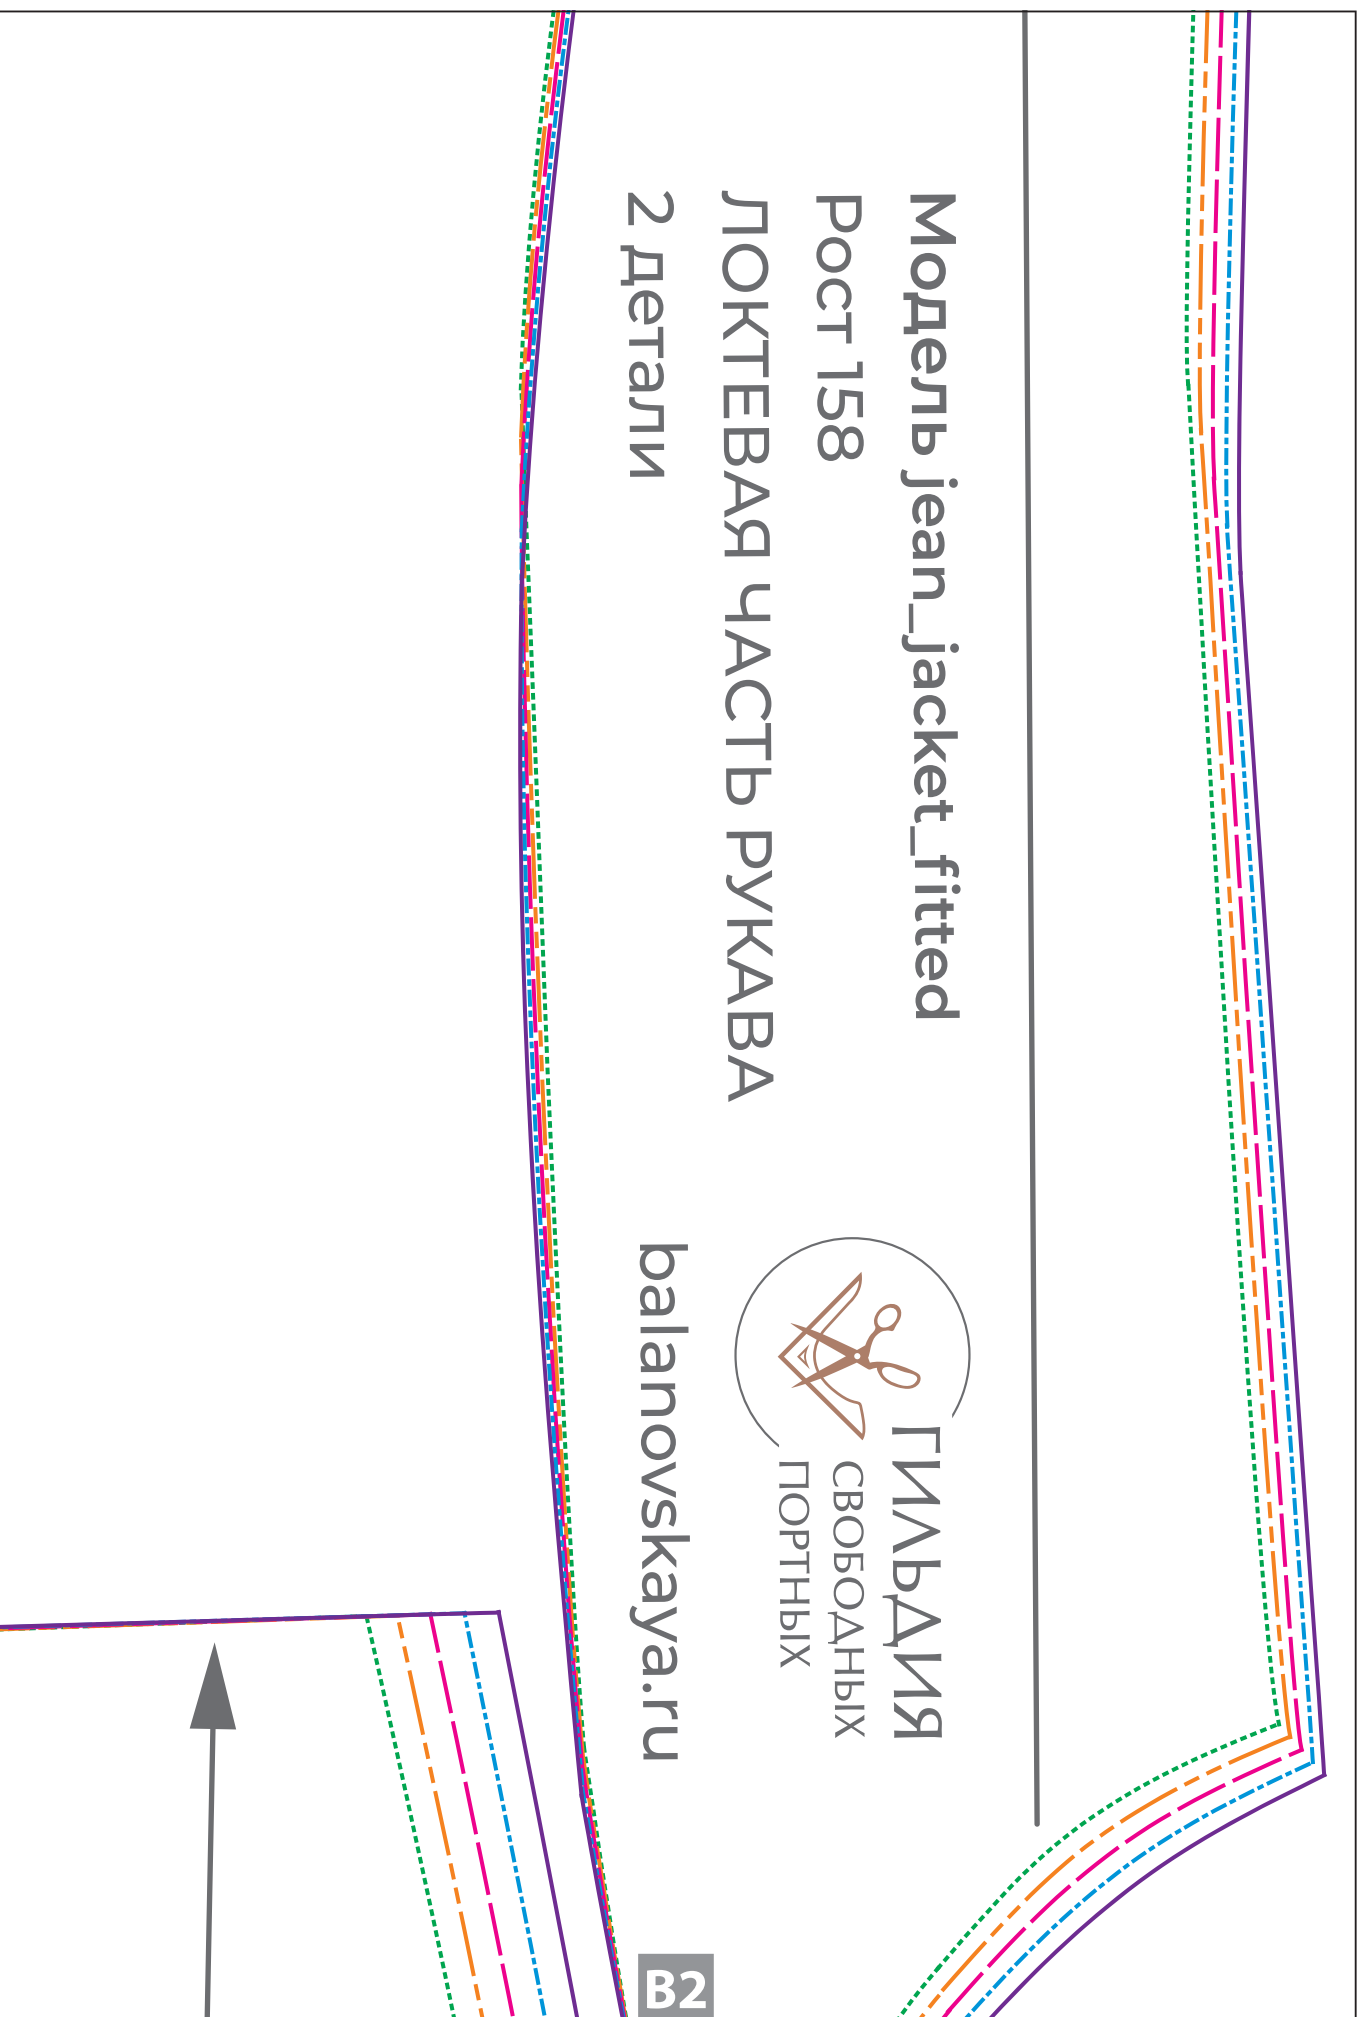 Модель jean_jacket_fitted
Рост 158
ЛОКТЕВАЯ ЧАСТЬ РУКАВА
2 детали
ГИЛЬДИЯ
СВОБОДНЫХ
ПОРТНЫХ
balanovskaya.ru
B2